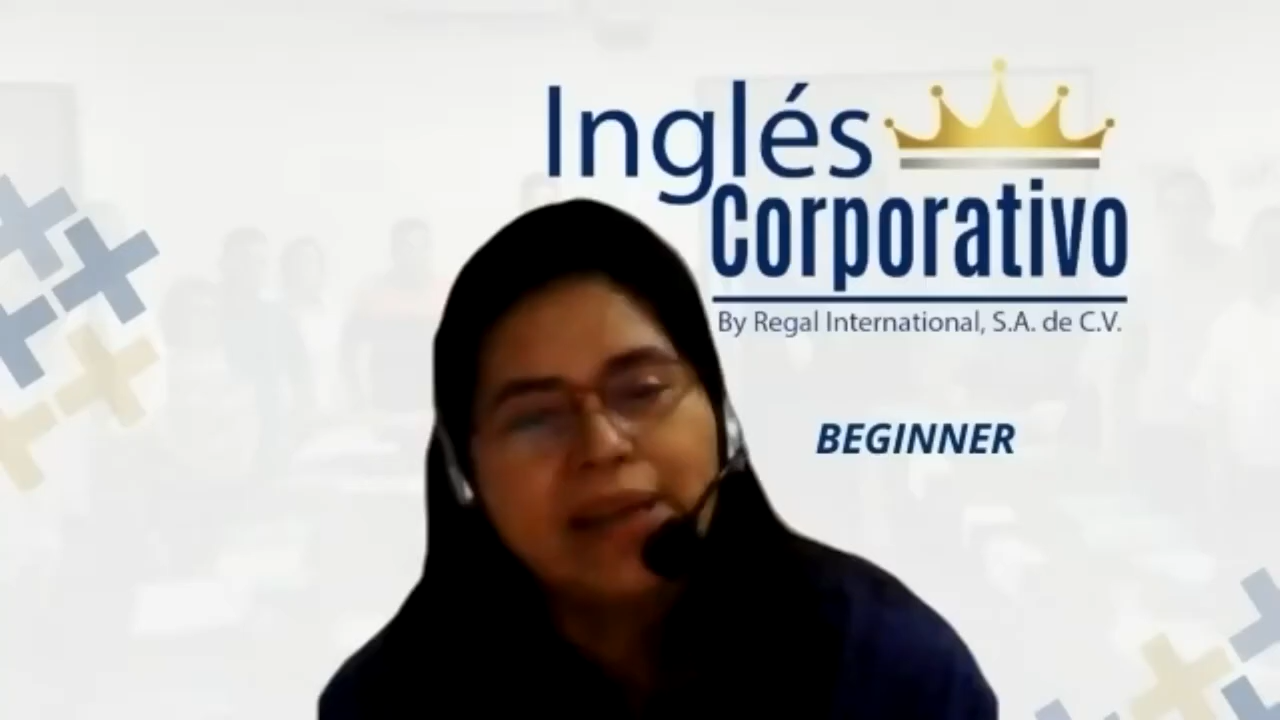 Inglés
Corporativo
By Regal International, S.A. de C.V.
BEGINNER